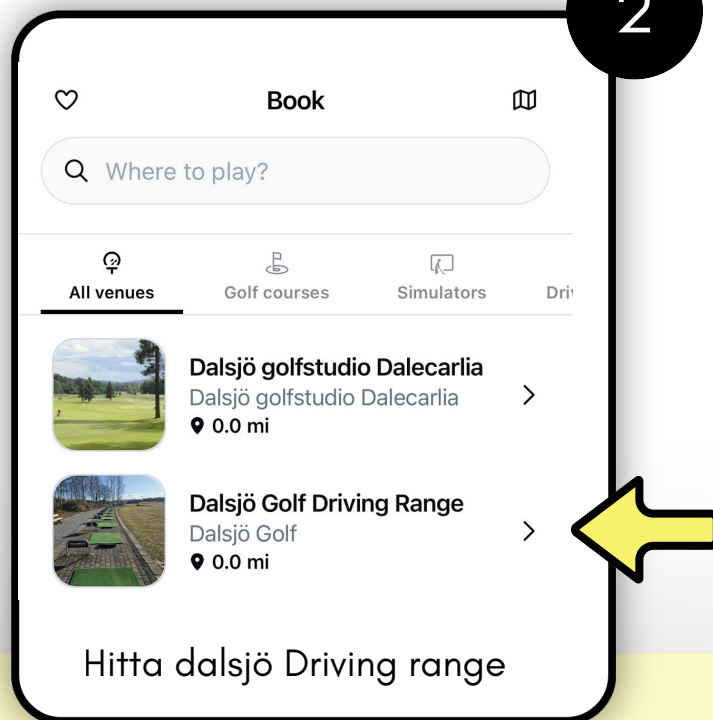 2
Book
Where to play?
All venues
Golf courses
Simulators
Dalsjö golfstudio Dalecarlia
Dalsjö golfstudio Dalecarlia
0.0 mi
Dalsjö Golf Driving Range
Dalsjö Golf
0.0 mi
Hitta dalsjö Driving range